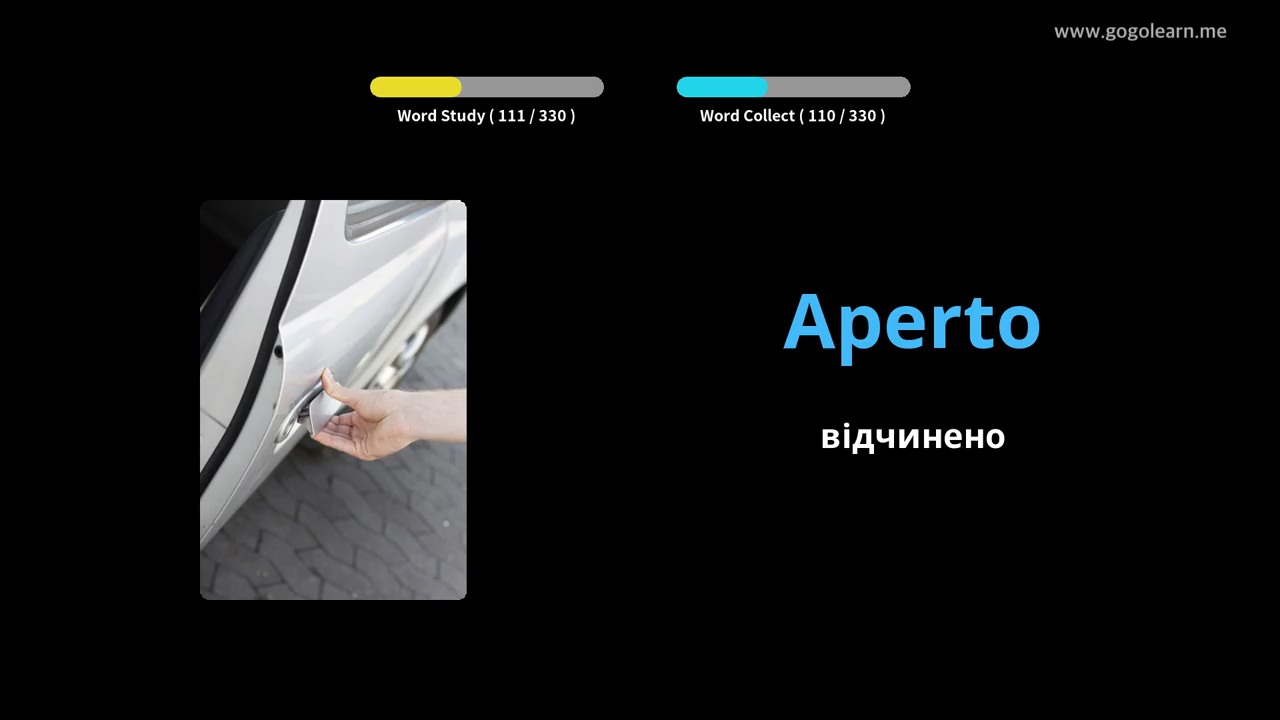 www.gogolearn.me
Word Study ( 111 / 330 )
Word Collect ( 110 / 330 )
Aperto
відчинено